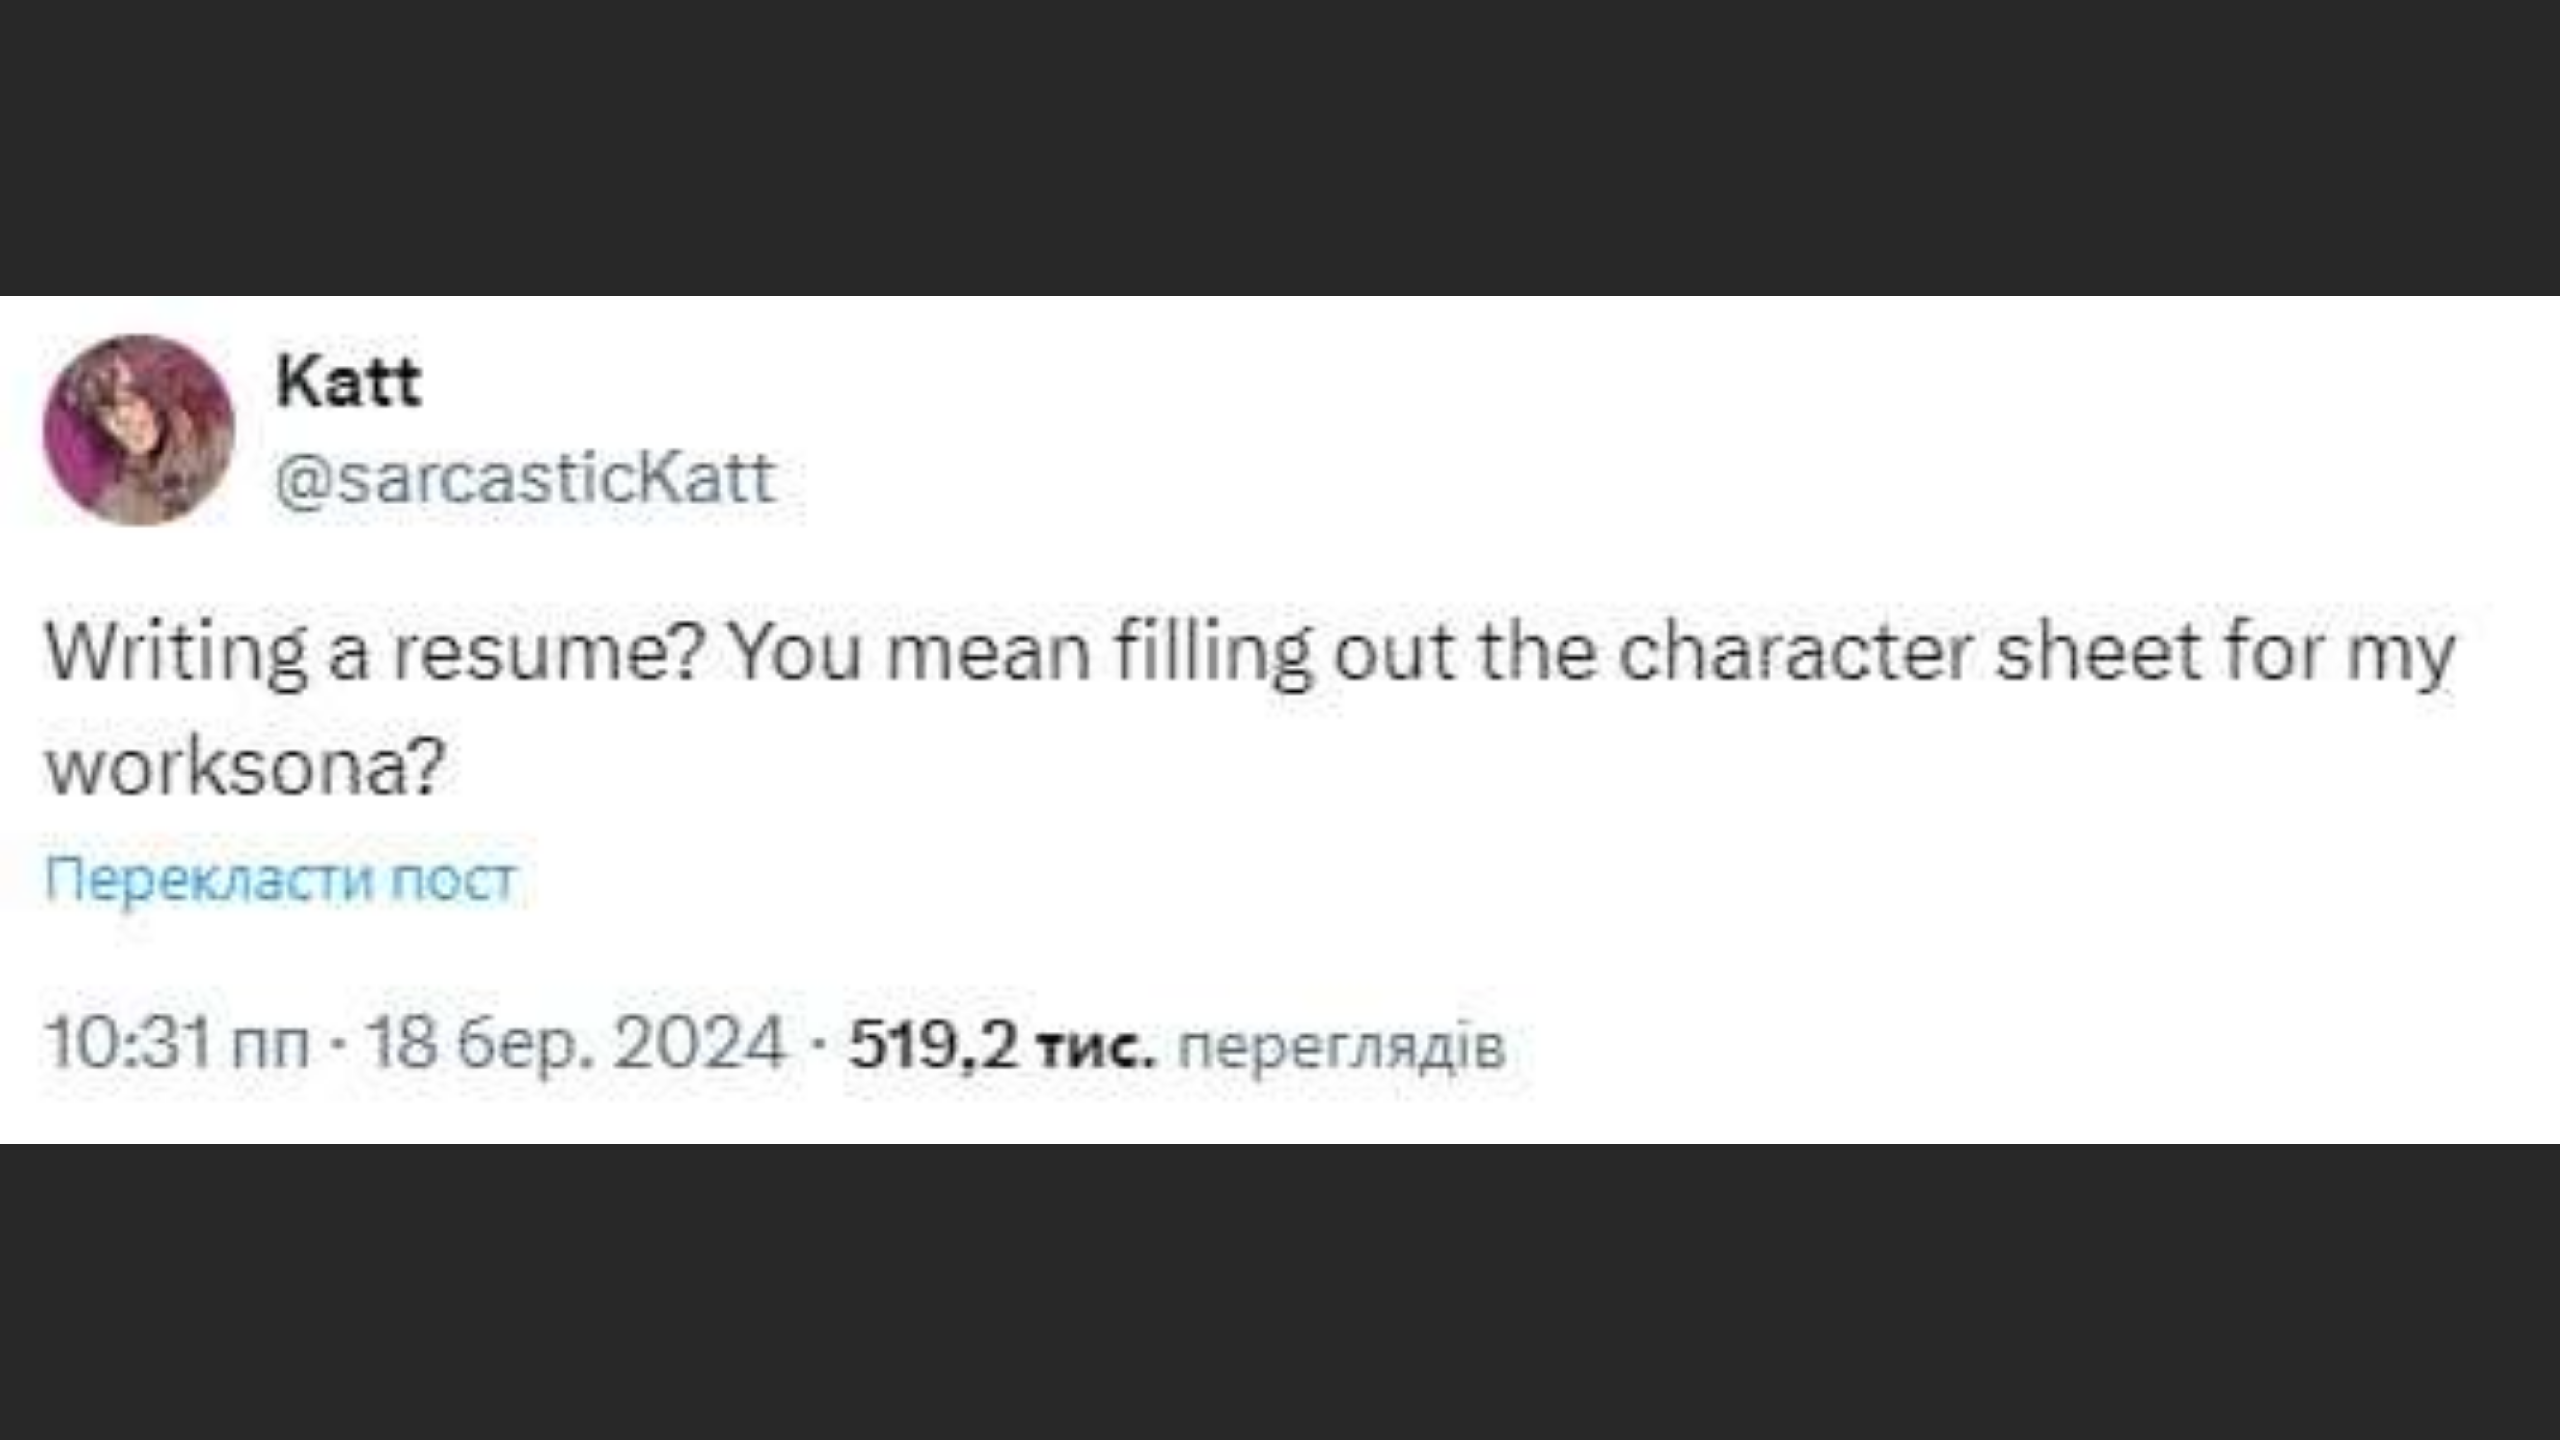 Katt
@sarcasticKatt
Writing a resume? You mean filling out the character sheet for my
worksona?
Перекласти пост
10:31 пп · 18 бер. 2024 · 519,2 тис. переглядів